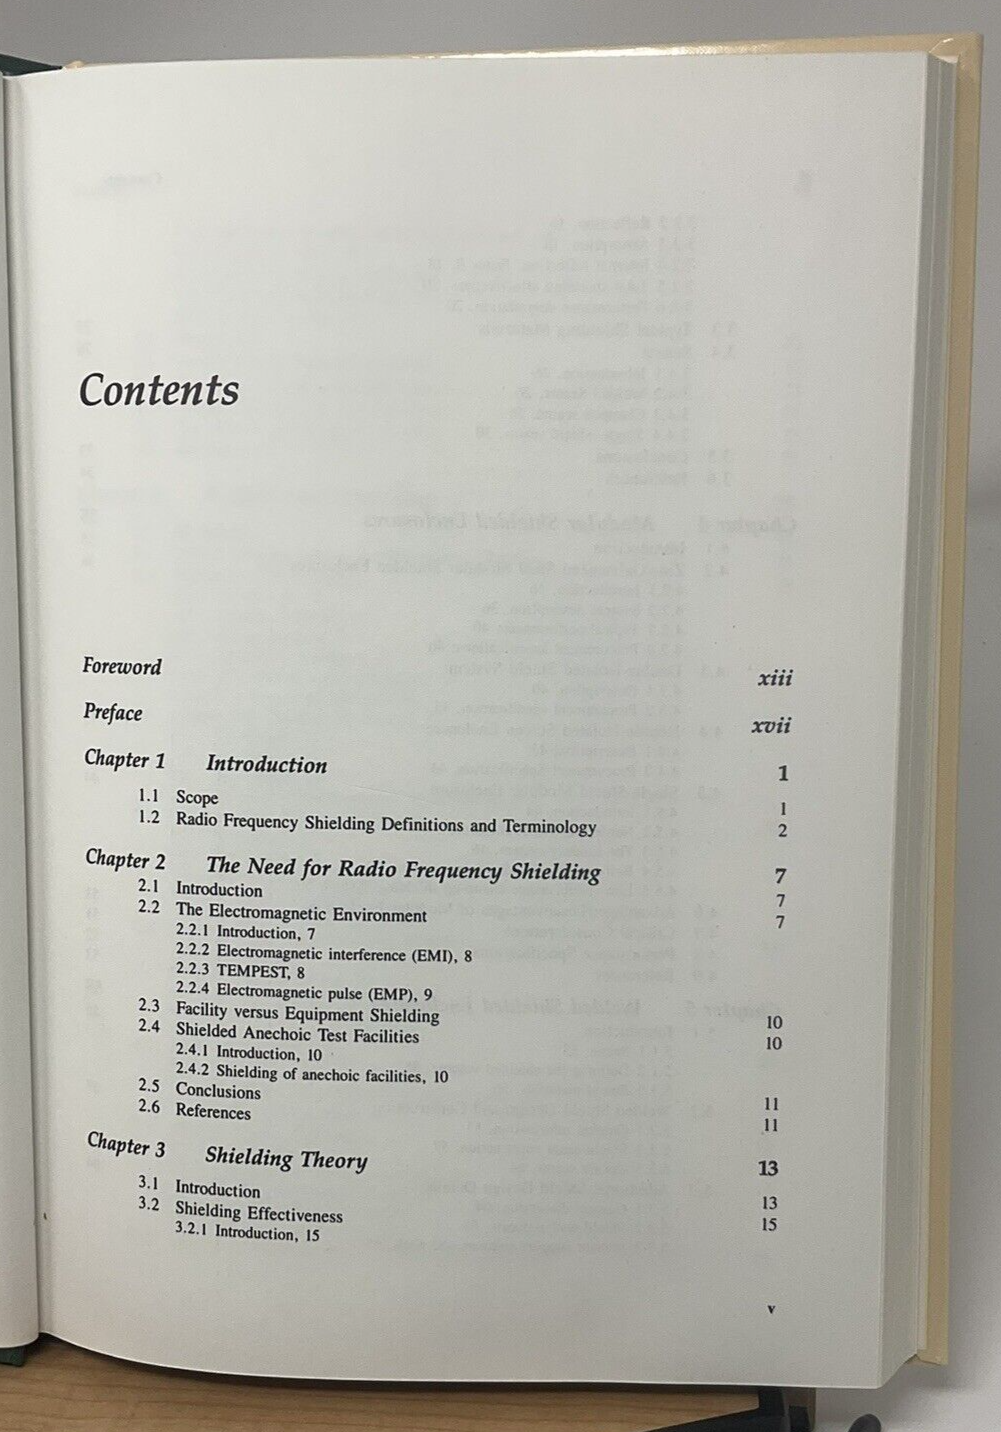 Contents
Foreword xiii
Preface xvii
Chapter 1 Introduction 1
1.1 Scope 1
1.2 Radio Frequency Shielding Definitions and Terminology 2
Chapter 2 The Need for Radio Frequency Shielding 7
2.1 Introduction 7
2.2 The Electromagnetic Environment 7
2.2.1 Introduction, 7
2.2.2 Electromagnetic interference (EMI), 8
2.2.3 TEMPEST, 8
2.2.4 Electromagnetic pulse (EMP), 9
2.3 Facility versus Equipment Shielding 10
2.4 Shielded Anechoic Test Facilities 10
2.4.1 Introduction, 10
2.4.2 Shielding of anechoic facilities, 10
2.5 Conclusions 11
2.6 References 11
Chapter 3 Shielding Theory 13
3.1 Introduction 13
3.2 Shielding Effectiveness 15
3.2.1 Introduction, 15
v